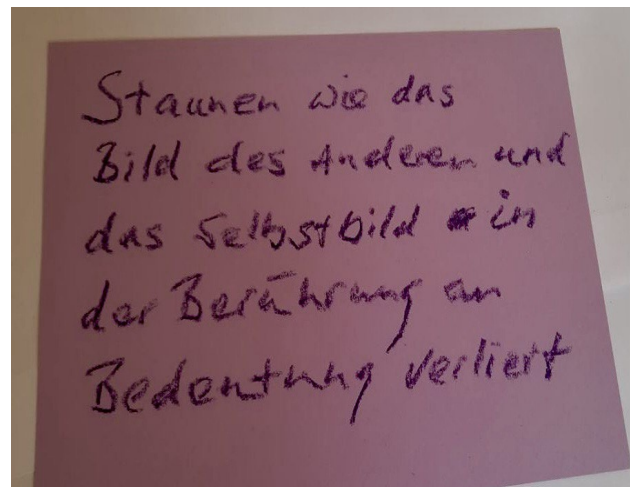 Staunen wie das
Bild des Anderen und
das Selbstbild in
der Berührung an
Bedeutung verliert